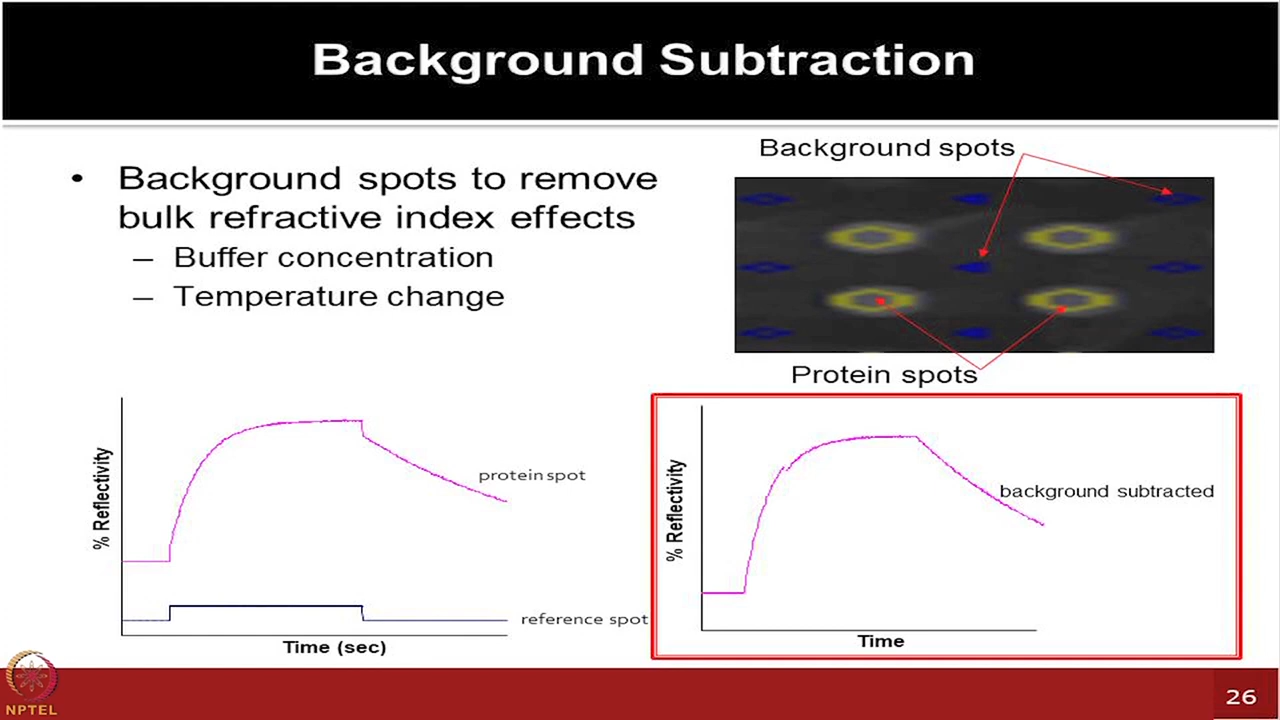 Background Subtraction
• Background spots to remove
bulk refractive index effects
– Buffer concentration
– Temperature change
Background spots
Protein spots
% Reflectivity
protein spot
reference spot
Time (sec)
% Reflectivity
background subtracted
Time
NPTEL
26